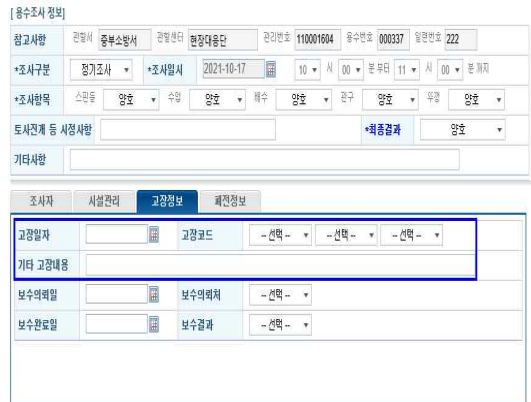 [ 용수조사 정보]
참고사항 관할서 중부소방서 관할센터 현장대응단 관리번호 110001604 용수번호 000337 일련번호 222
*조사구분 정기조사 *조사일시 2021-10-17 10 시 00 분 부터 11 시 00 분 까지
*조사항목 스핀들 양호 수압 양호 배수 양호 관구 양호 뚜껑 양호
토사전재 등 시정사항 *최종결과 양호
기타사항
조사자 시설관리 고장정보 폐전정보
고장일자 고장코드 -- 선택 -- -- 선택 -- -- 선택 --
기타 고장내용
보수의뢰일 보수의뢰처 -- 선택 --
보수완료일 보수결과 -- 선택 --